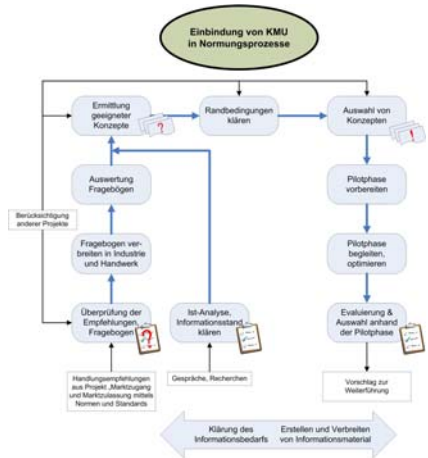 Einbindung von KMU
in Normungsprozesse
Ermittlung
geeigneter
Konzepte
?
Randbedingungen
klären
Auswahl von
Konzepten
!
Auswertung
Fragebögen
Pilotphase
vorbereiten
Berücksichtigung
anderer Projekte
Fragebogen ver-
breiten in Industrie
und Handwerk
Pilotphase
begleiten,
optimieren
Überprüfung der
Empfehlungen,
Fragebogen
?
Ist-Analyse,
Informationsstand
klären
Evaluierung &
Auswahl anhand
der Pilotphase
Handlungsempfehlungen
aus Projekt „Marktzugang
und Marktzulassung mittels
Normen und Standards
Gespräche, Recherchen
Vorschlag zur
Weiterführung
Klärung des
Informationsbedarfs
Erstellen und Verbreiten
von Informationsmaterial